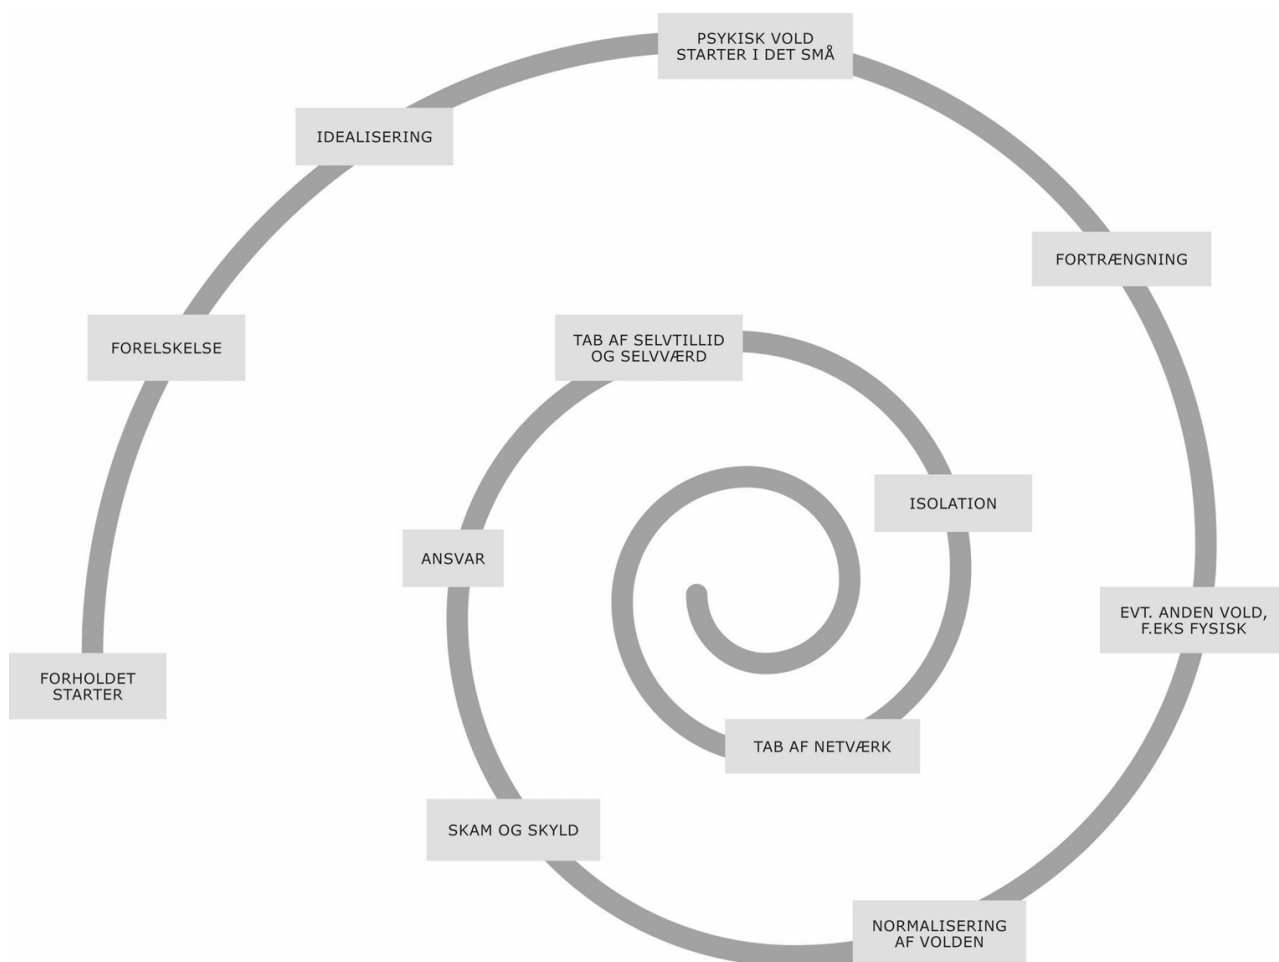 FORHOLDET
STARTER
FORELSKELSE
IDEALISERING
PSYKISK VOLD
STARTER I DET SMÅ
FORTRÆNGNING
EVT. ANDEN VOLD,
F.EKS FYSISK
NORMALISERING
AF VOLDEN
SKAM OG SKYLD
ANSVAR
TAB AF SELVTILLID
OG SELVVÆRD
ISOLATION
TAB AF NETVÆRK